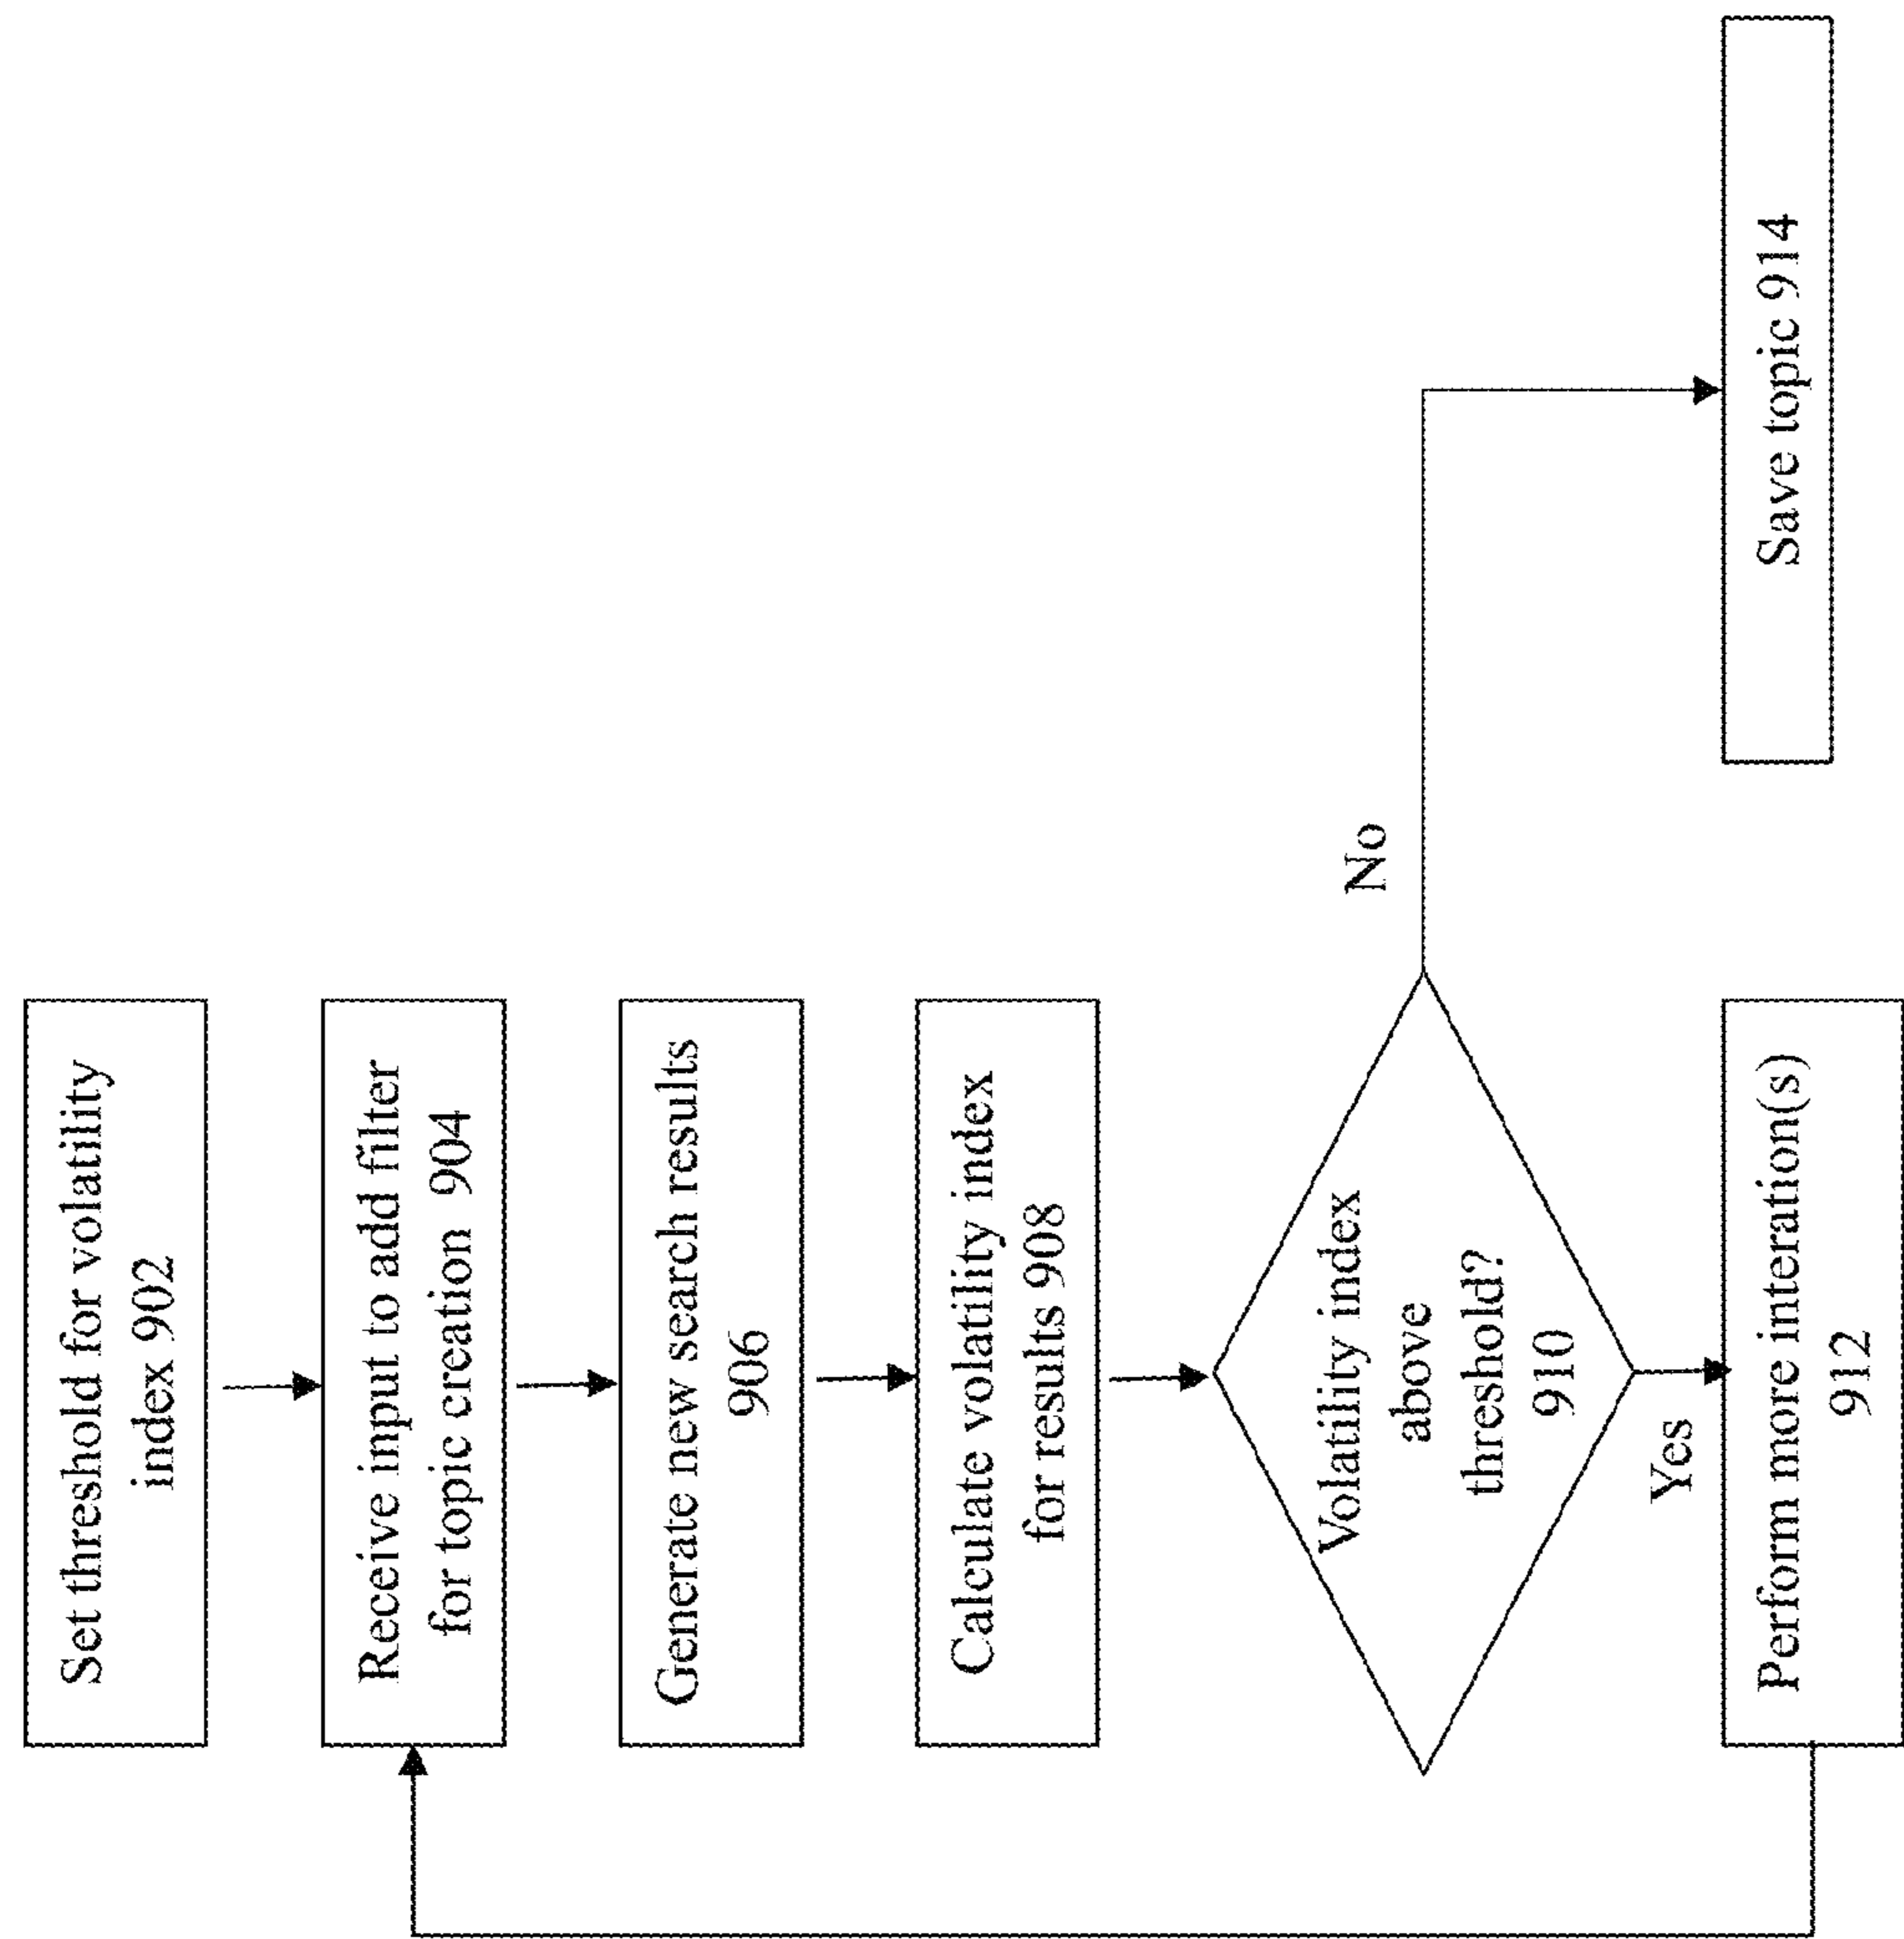 Set threshold for volatility
index 902
Receive input to add filter
for topic creation 904
Generate new search results
906
Calculate volatility index
for results 908
Volatility index
above
threshold?
910
No
Yes
Perform more interation(s)
912
Save topic 914